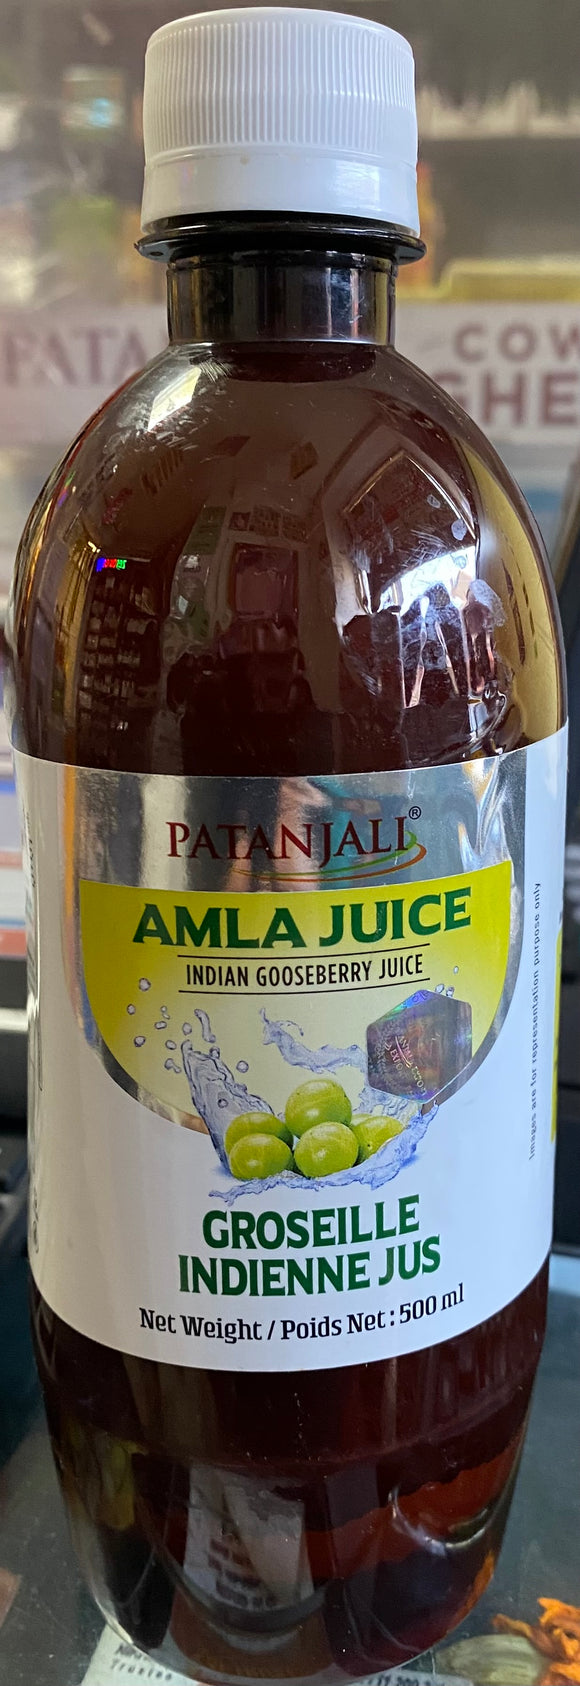 PATA
COW
GHE
PATANJALI®
AMLA JUICE
INDIAN GOOSEBERRY JUICE
Images are for representation purpose only
GROSEILLE
INDIENNE JUS
Net Weight / Poids Net : 500 ml